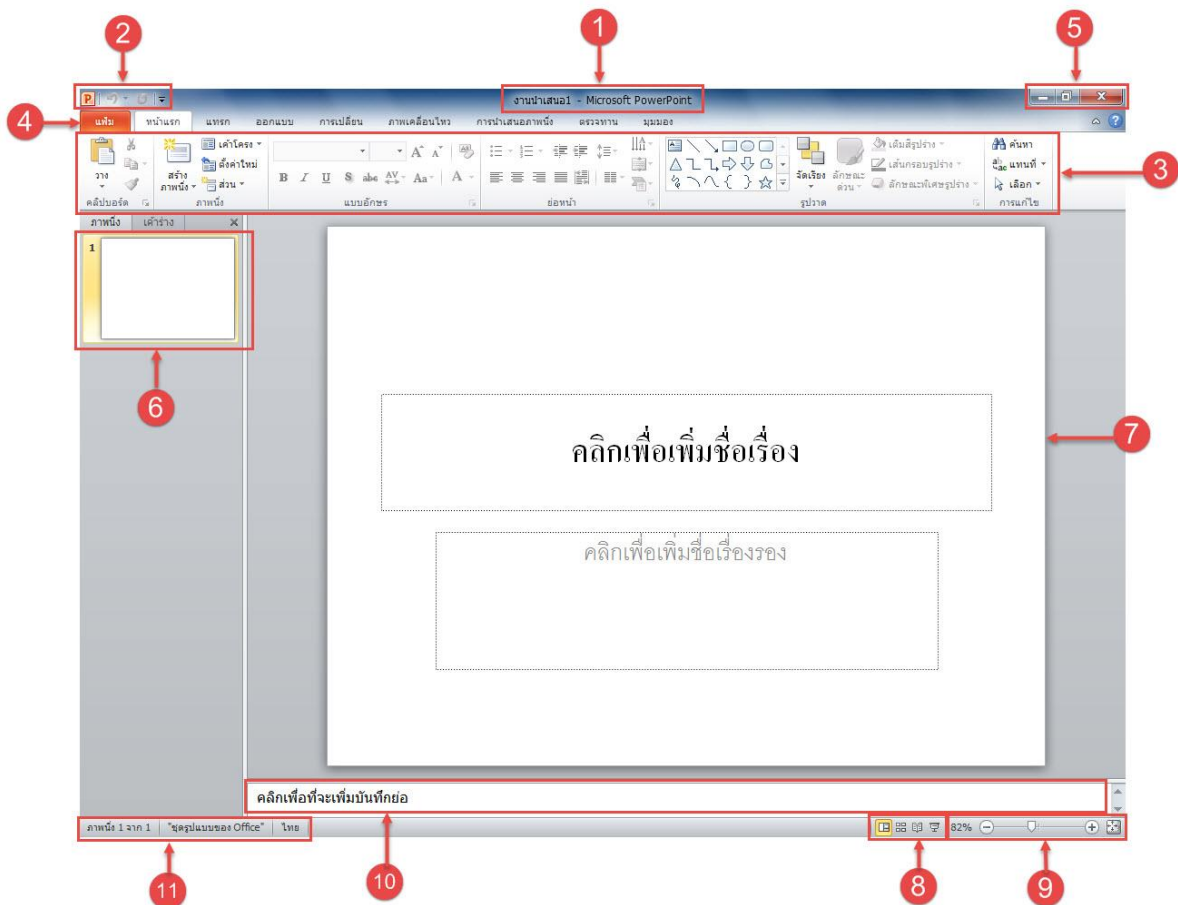 2
1
5
งานนำเสนอ1 - Microsoft PowerPoint
4
แฟ้ม หน้าแรก แทรก ออกแบบ การเปลี่ยน ภาพเคลื่อนไหว การนำเสนอภาพนิ่ง ตรวจทาน มุมมอง
วาง
สร้าง
ภาพนิ่ง
เค้าโครง
ตั้งค่าใหม่
ส่วน
B I U S abc AV Aa A
จัดเรียง
ลักษณะ
ด่วน
เติมสีรูปร่าง
เส้นกรอบรูปร่าง
ลักษณะพิเศษรูปร่าง
ค้นหา
แทนที่
เลือก
3
คลิปบอร์ด ภาพนิ่ง แบบอักษร ย่อหน้า รูปวาด การแก้ไข
ภาพนิ่ง เค้าร่าง
1
6
คลิกเพื่อเพิ่มชื่อเรื่อง
7
คลิกเพื่อเพิ่มชื่อเรื่องรอง
คลิกเพื่อที่จะเพิ่มบันทึกย่อ
ภาพนิ่ง 1 จาก 1 "ชุดรูปแบบของ Office" ไทย
82%
11
10
8
9